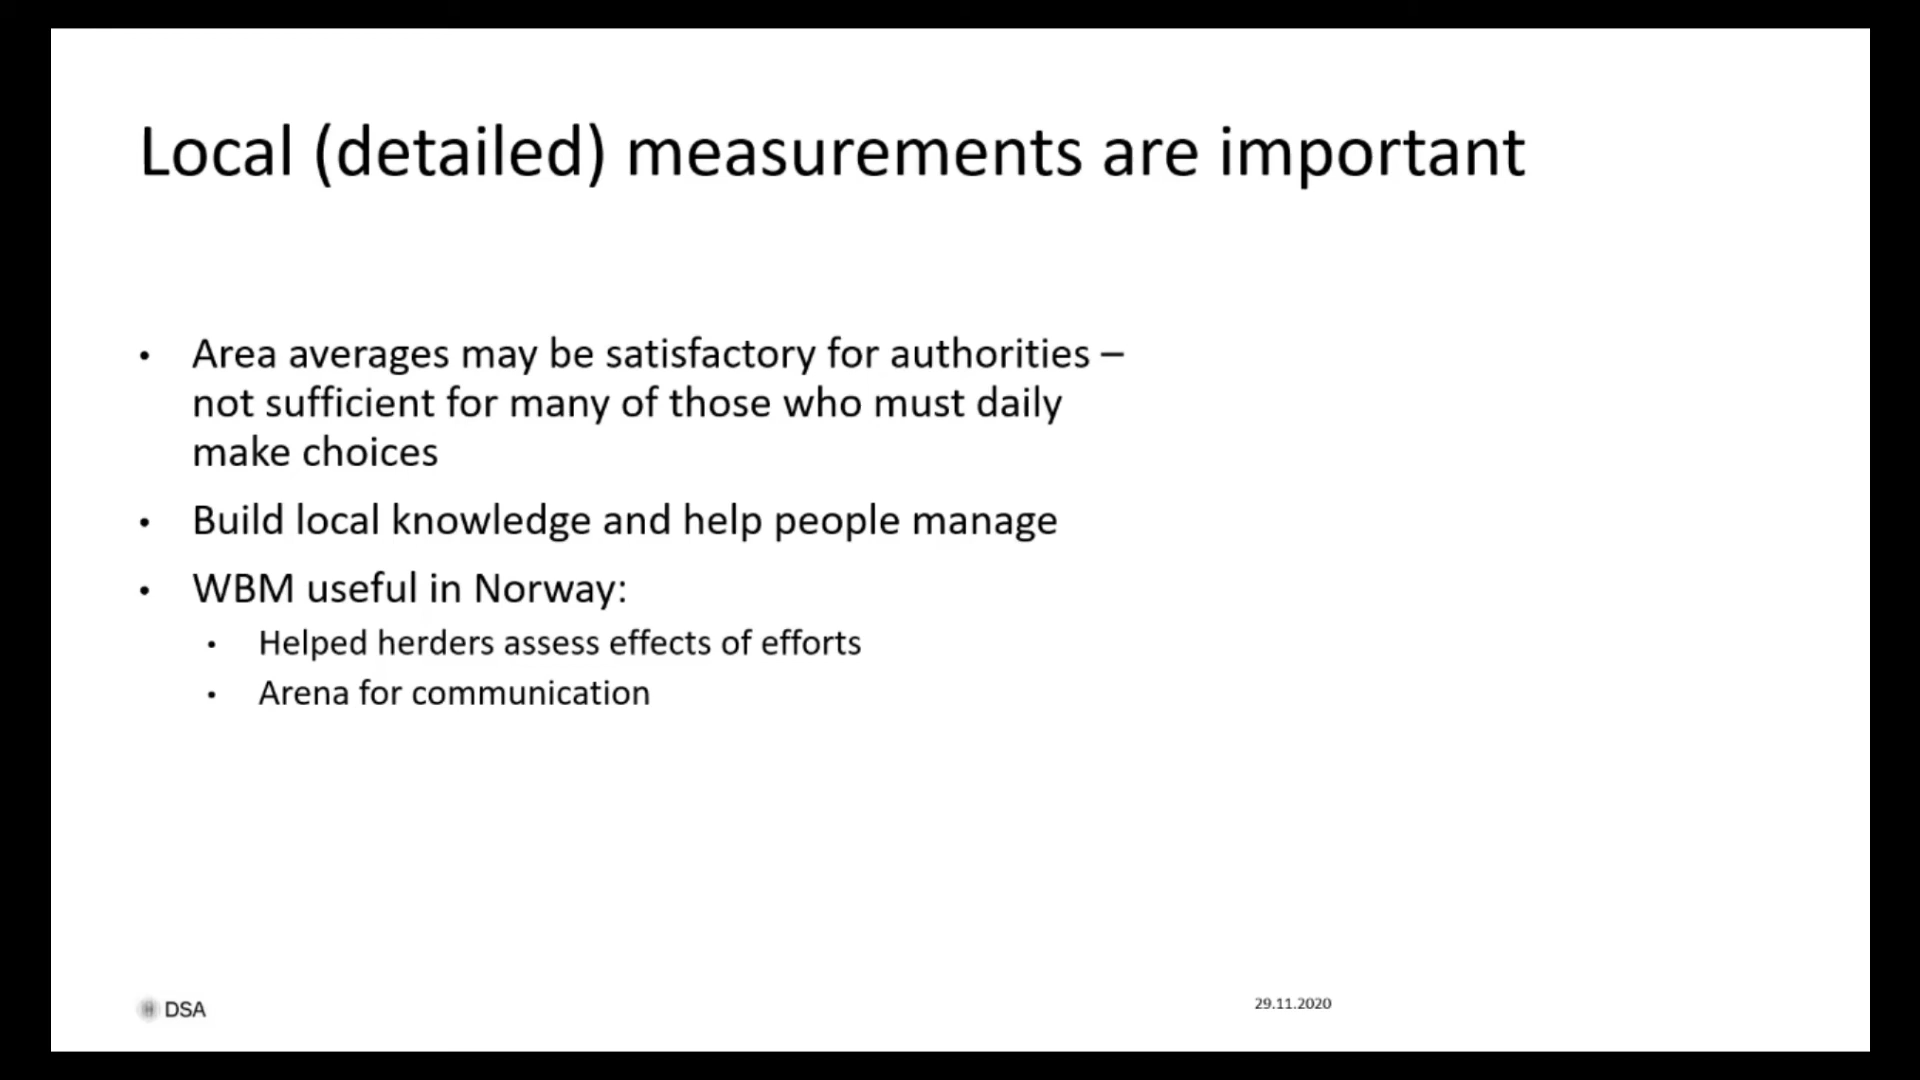 Local (detailed) measurements are important
• Area averages may be satisfactory for authorities –
not sufficient for many of those who must daily
make choices
• Build local knowledge and help people manage
• WBM useful in Norway:
• Helped herders assess effects of efforts
• Arena for communication
DSA
29.11.2020